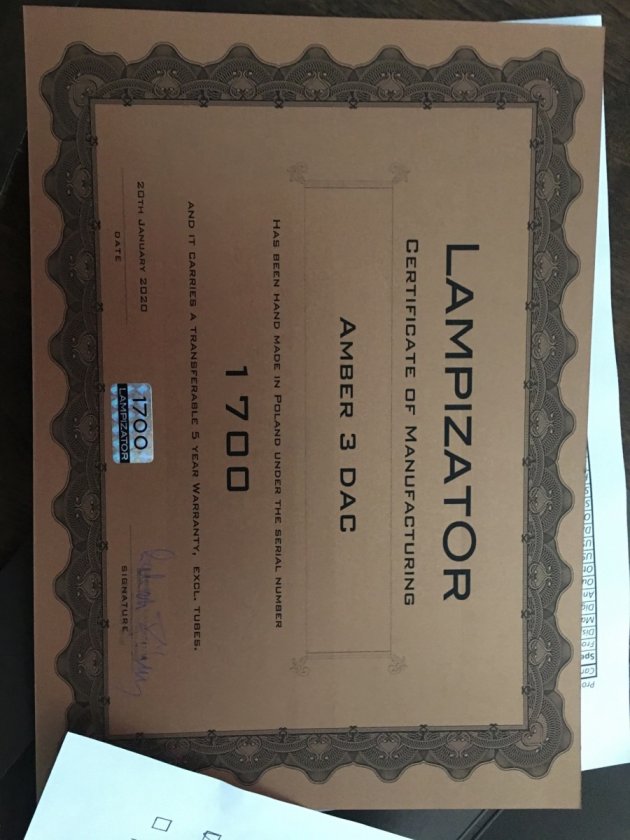 LAMPIZATOR
CERTIFICATE OF MANUFACTURING
AMBER 3 DAC
HAS BEEN HAND MADE IN POLAND UNDER THE SERIAL NUMBER
1700
AND IT CARRIES A TRANSFERABLE 5 YEAR WARRANTY, EXCL. TUBES.
20TH JANUARY 2020
DATE
1700
LAMPIZATOR
SIGNATURE